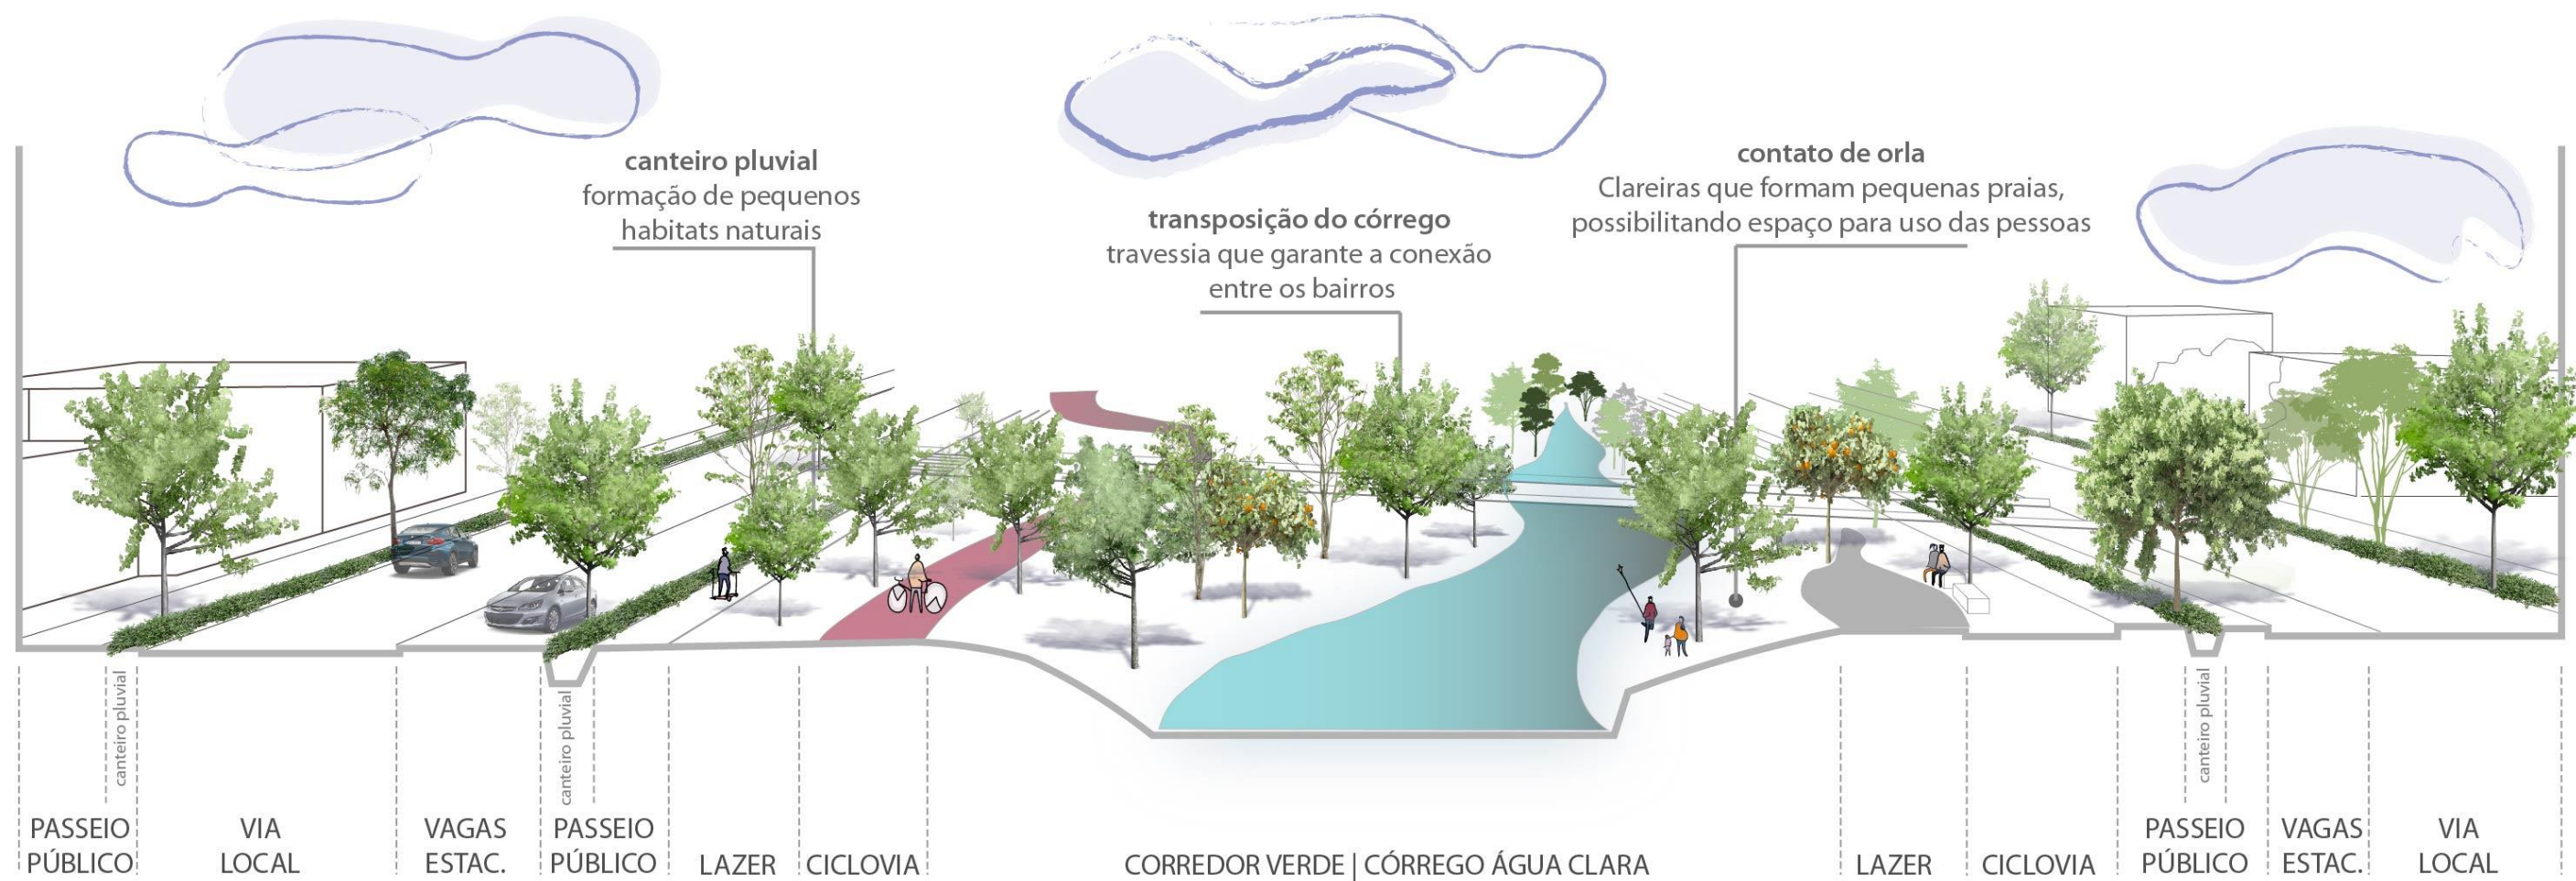 canteiro pluvial
formação de pequenos
habitats naturais
transposição do córrego
travessia que garante a conexão
entre os bairros
contato de orla
Clareiras que formam pequenas praias,
possibilitando espaço para uso das pessoas
canteiro pluvial
canteiro pluvial
canteiro pluvial
PASSEIO
PÚBLICO
VIA
LOCAL
VAGAS
ESTAC.
PASSEIO
PÚBLICO
LAZER
CICLOVIA
CORREDOR VERDE | CÓRREGO ÁGUA CLARA
LAZER
CICLOVIA
PASSEIO
PÚBLICO
VAGAS
ESTAC.
VIA
LOCAL